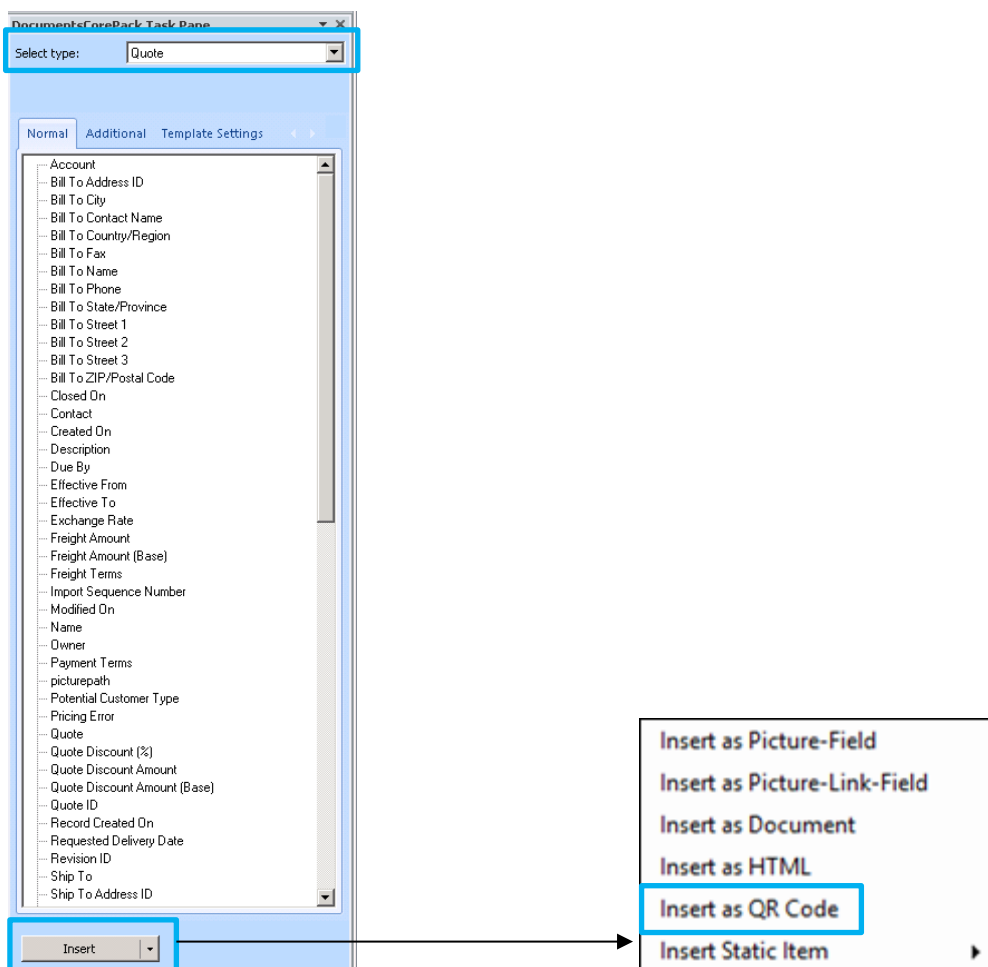 DocumentsCorePack Task Pane
Select type: Quote
Normal Additional Template Settings
Account
Bill To Address ID
Bill To City
Bill To Contact Name
Bill To Country/Region
Bill To Fax
Bill To Name
Bill To Phone
Bill To State/Province
Bill To Street 1
Bill To Street 2
Bill To Street 3
Bill To ZIP/Postal Code
Closed On
Contact
Created On
Description
Due By
Effective From
Effective To
Exchange Rate
Freight Amount
Freight Amount (Base)
Freight Terms
Import Sequence Number
Modified On
Name
Owner
Payment Terms
picturepath
Potential Customer Type
Pricing Error
Quote
Quote Discount (%)
Quote Discount Amount
Quote Discount Amount (Base)
Quote ID
Record Created On
Requested Delivery Date
Revision ID
Ship To
Ship To Address ID
Insert
Insert as Picture-Field
Insert as Picture-Link-Field
Insert as Document
Insert as HTML
Insert as QR Code
Insert Static Item